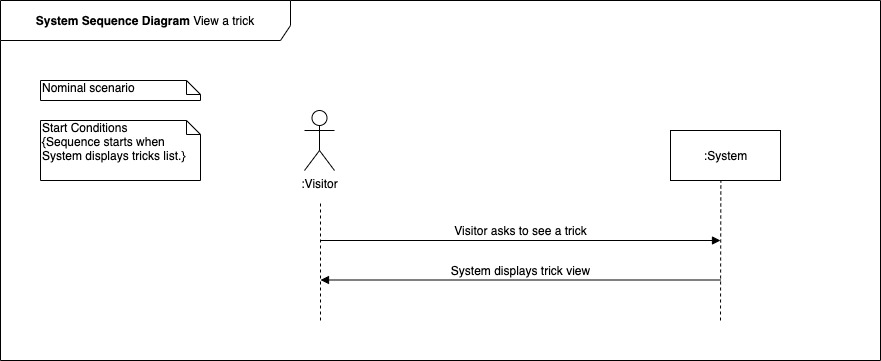 System Sequence Diagram View a trick
Nominal scenario
Start Conditions
{Sequence starts when
System displays tricks list.}
:Visitor
:System
Visitor asks to see a trick
System displays trick view